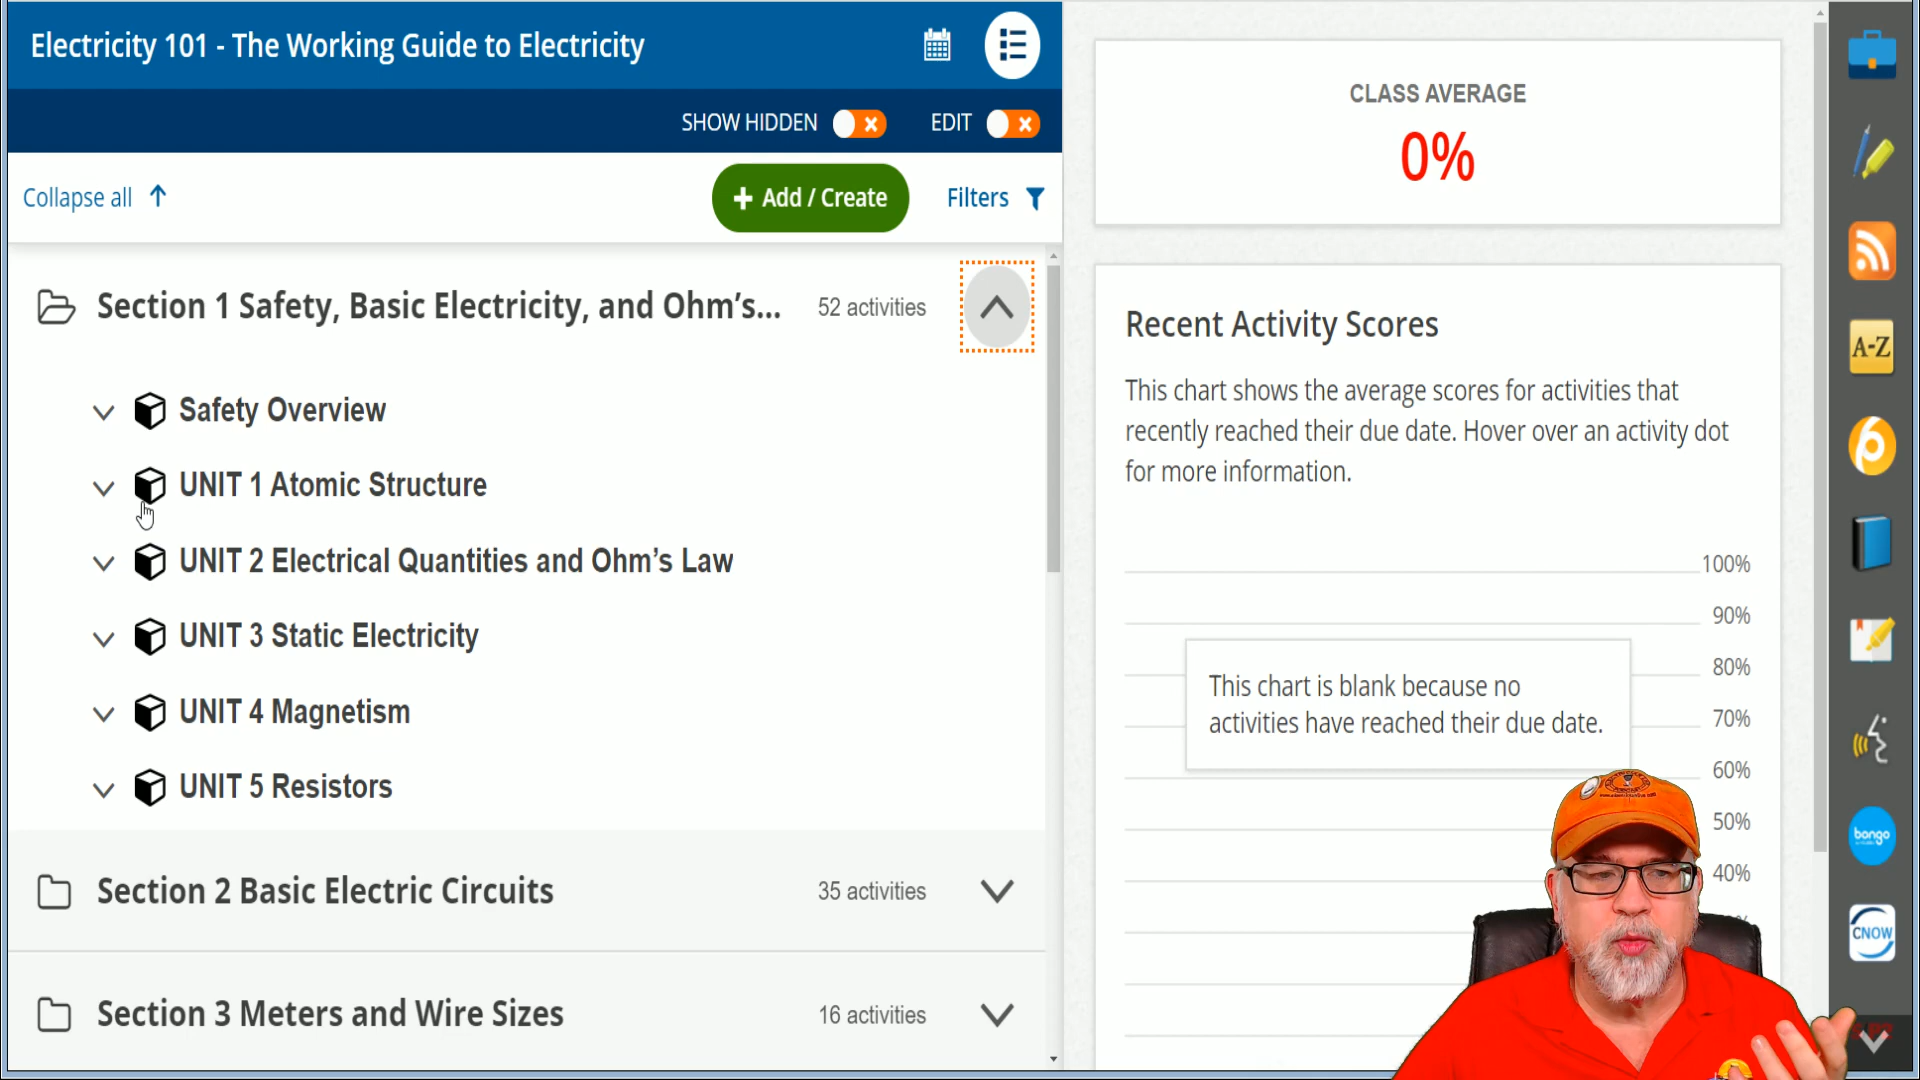 Electricity 101 - The Working Guide to Electricity
SHOW HIDDEN
EDIT
Collapse all
+ Add / Create
Filters
Section 1 Safety, Basic Electricity, and Ohm’s...
52 activities
Safety Overview
UNIT 1 Atomic Structure
UNIT 2 Electrical Quantities and Ohm’s Law
UNIT 3 Static Electricity
UNIT 4 Magnetism
UNIT 5 Resistors
Section 2 Basic Electric Circuits
35 activities
Section 3 Meters and Wire Sizes
16 activities
CLASS AVERAGE
0%
Recent Activity Scores
This chart shows the average scores for activities that
recently reached their due date. Hover over an activity dot
for more information.
100%
90%
80%
70%
60%
50%
40%
This chart is blank because no
activities have reached their due date.
A-Z
bongo
CNOW